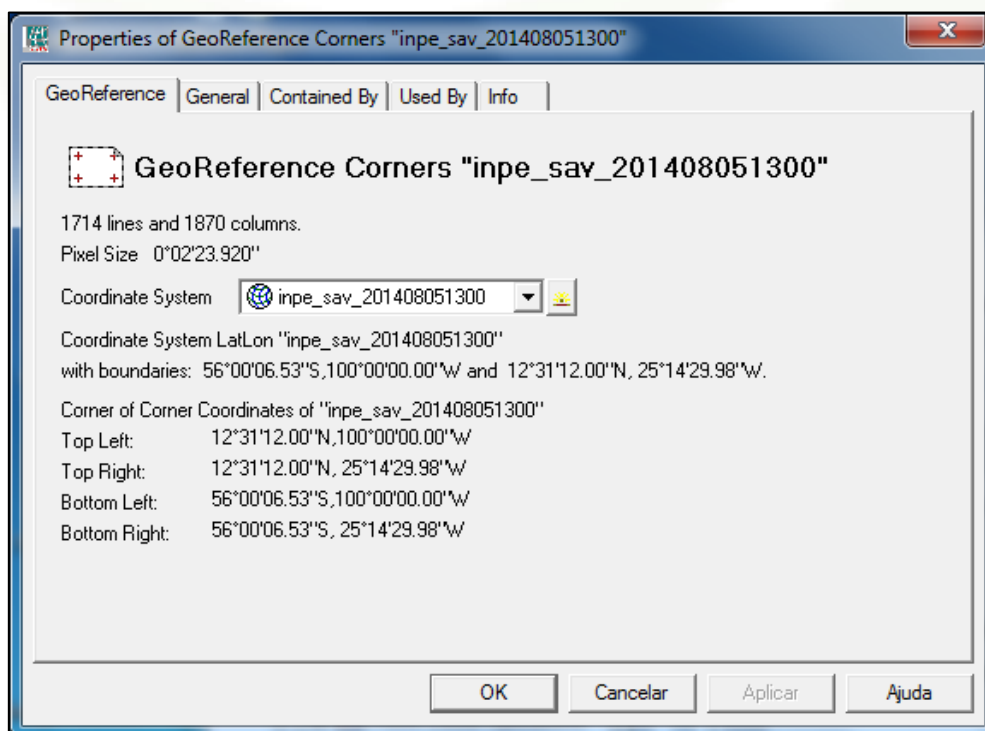 Properties of GeoReference Corners "inpe_sav_201408051300"
GeoReference General Contained By Used By Info
GeoReference Corners "inpe_sav_201408051300"
1714 lines and 1870 columns.
Pixel Size 0°02'23.920"
Coordinate System inpe_sav_201408051300
Coordinate System LatLon "inpe_sav_201408051300"
with boundaries: 56°00'06.53"S,100°00'00.00"W and 12°31'12.00"N, 25°14'29.98"W.
Corner of Corner Coordinates of "inpe_sav_201408051300"
Top Left: 12°31'12.00"N,100°00'00.00"W
Top Right: 12°31'12.00"N, 25°14'29.98"W
Bottom Left: 56°00'06.53"S,100°00'00.00"W
Bottom Right: 56°00'06.53"S, 25°14'29.98"W
OK Cancelar Aplicar Ajuda